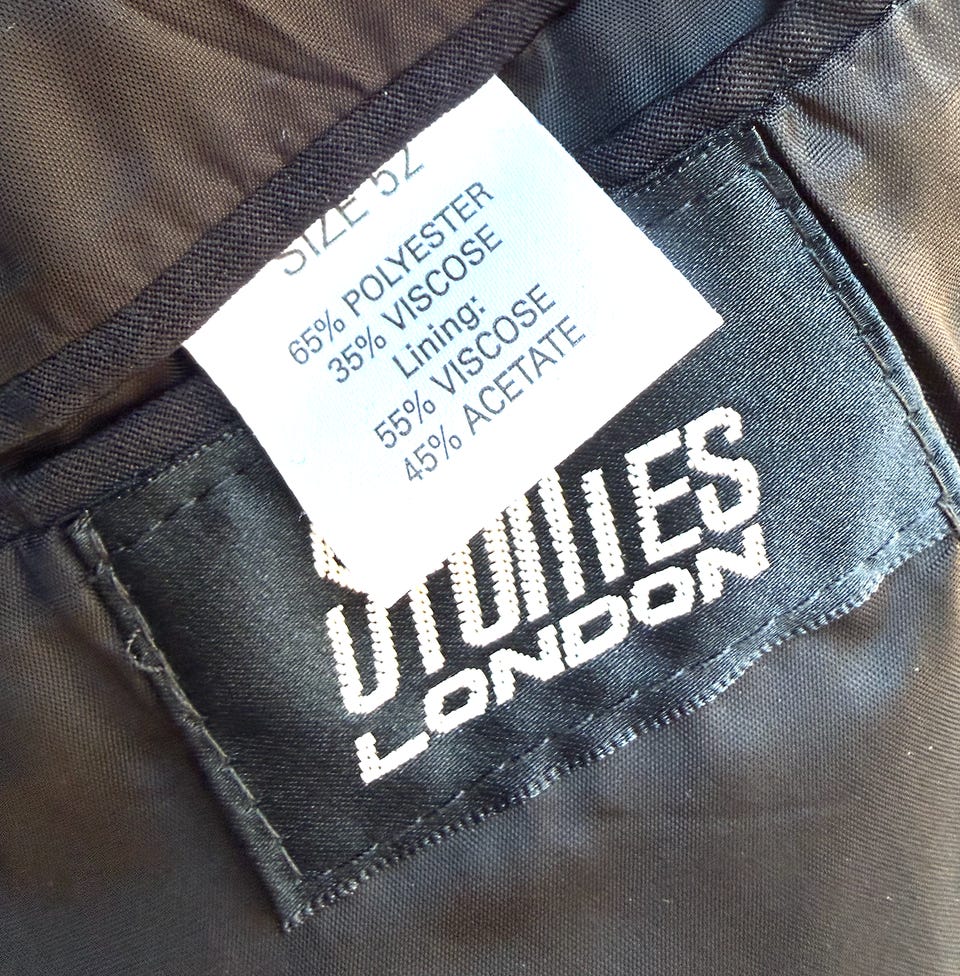 SIZE 52
65% POLYESTER
35% VISCOSE
Lining:
55% VISCOSE
45% ACETATE
LONDON